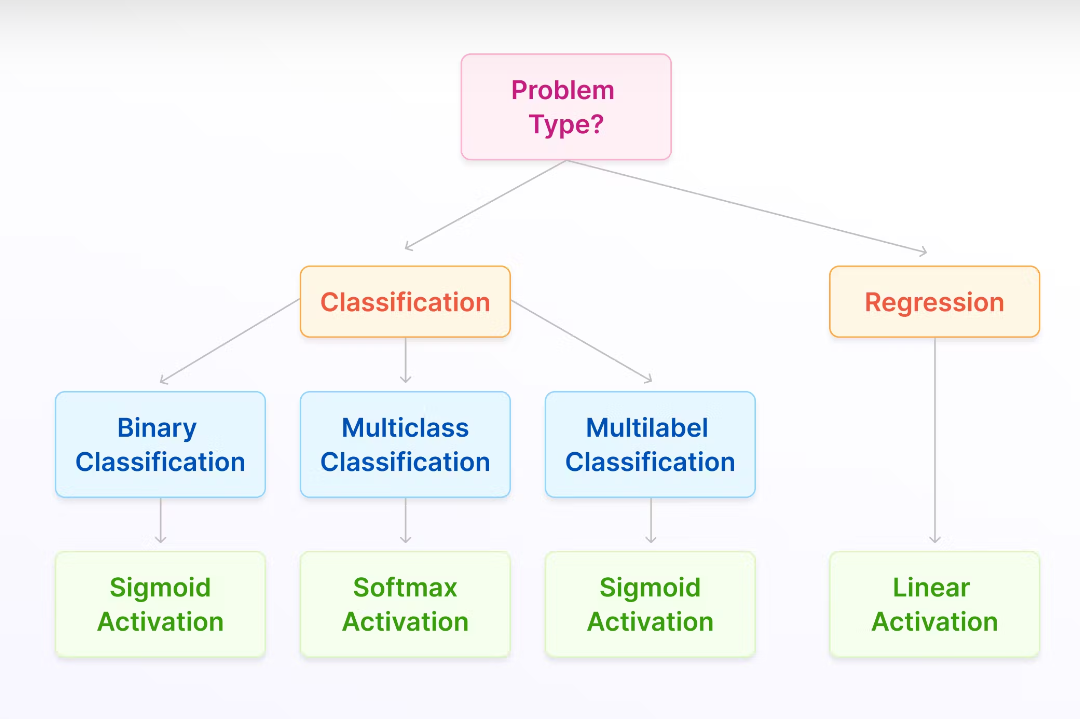 Problem
Type?
Classification
Regression
Binary
Classification
Multiclass
Classification
Multilabel
Classification
Sigmoid
Activation
Softmax
Activation
Sigmoid
Activation
Linear
Activation